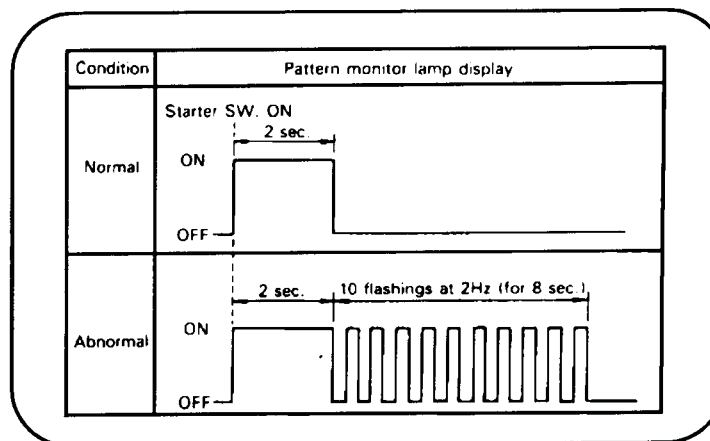 Condition
Pattern monitor lamp display
Normal
Starter SW. ON
2 sec.
ON
OFF
Abnormal
2 sec.
10 flashings at 2Hz (for 8 sec.)
ON
OFF